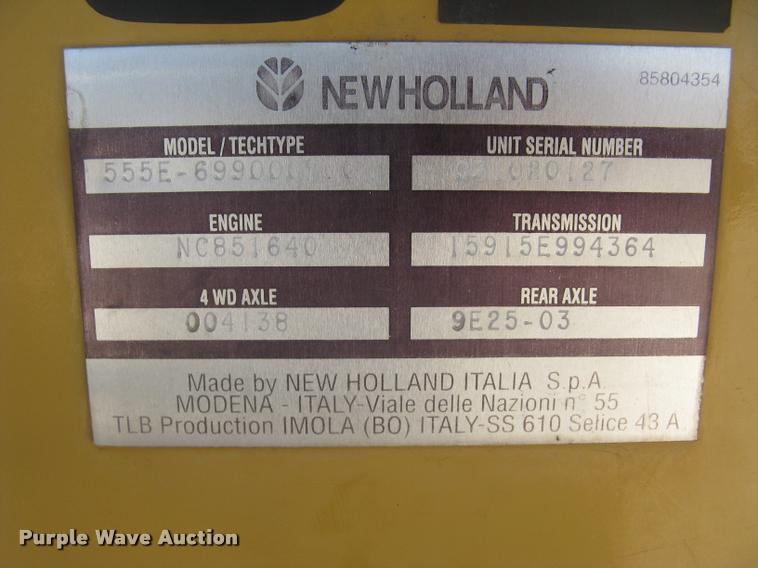 NEW HOLLAND
85804354
MODEL / TECHTYPE
UNIT SERIAL NUMBER
ENGINE
TRANSMISSION
NC851640
15915E994364
4 WD AXLE
REAR AXLE
004138
9E25-03
Made by NEW HOLLAND ITALIA S.p.A.
MODENA - ITALY-Viale delle Nazioni n° 55
TLB Production IMOLA (BO) ITALY-SS 610 Selice 43 A
Purple Wave Auction